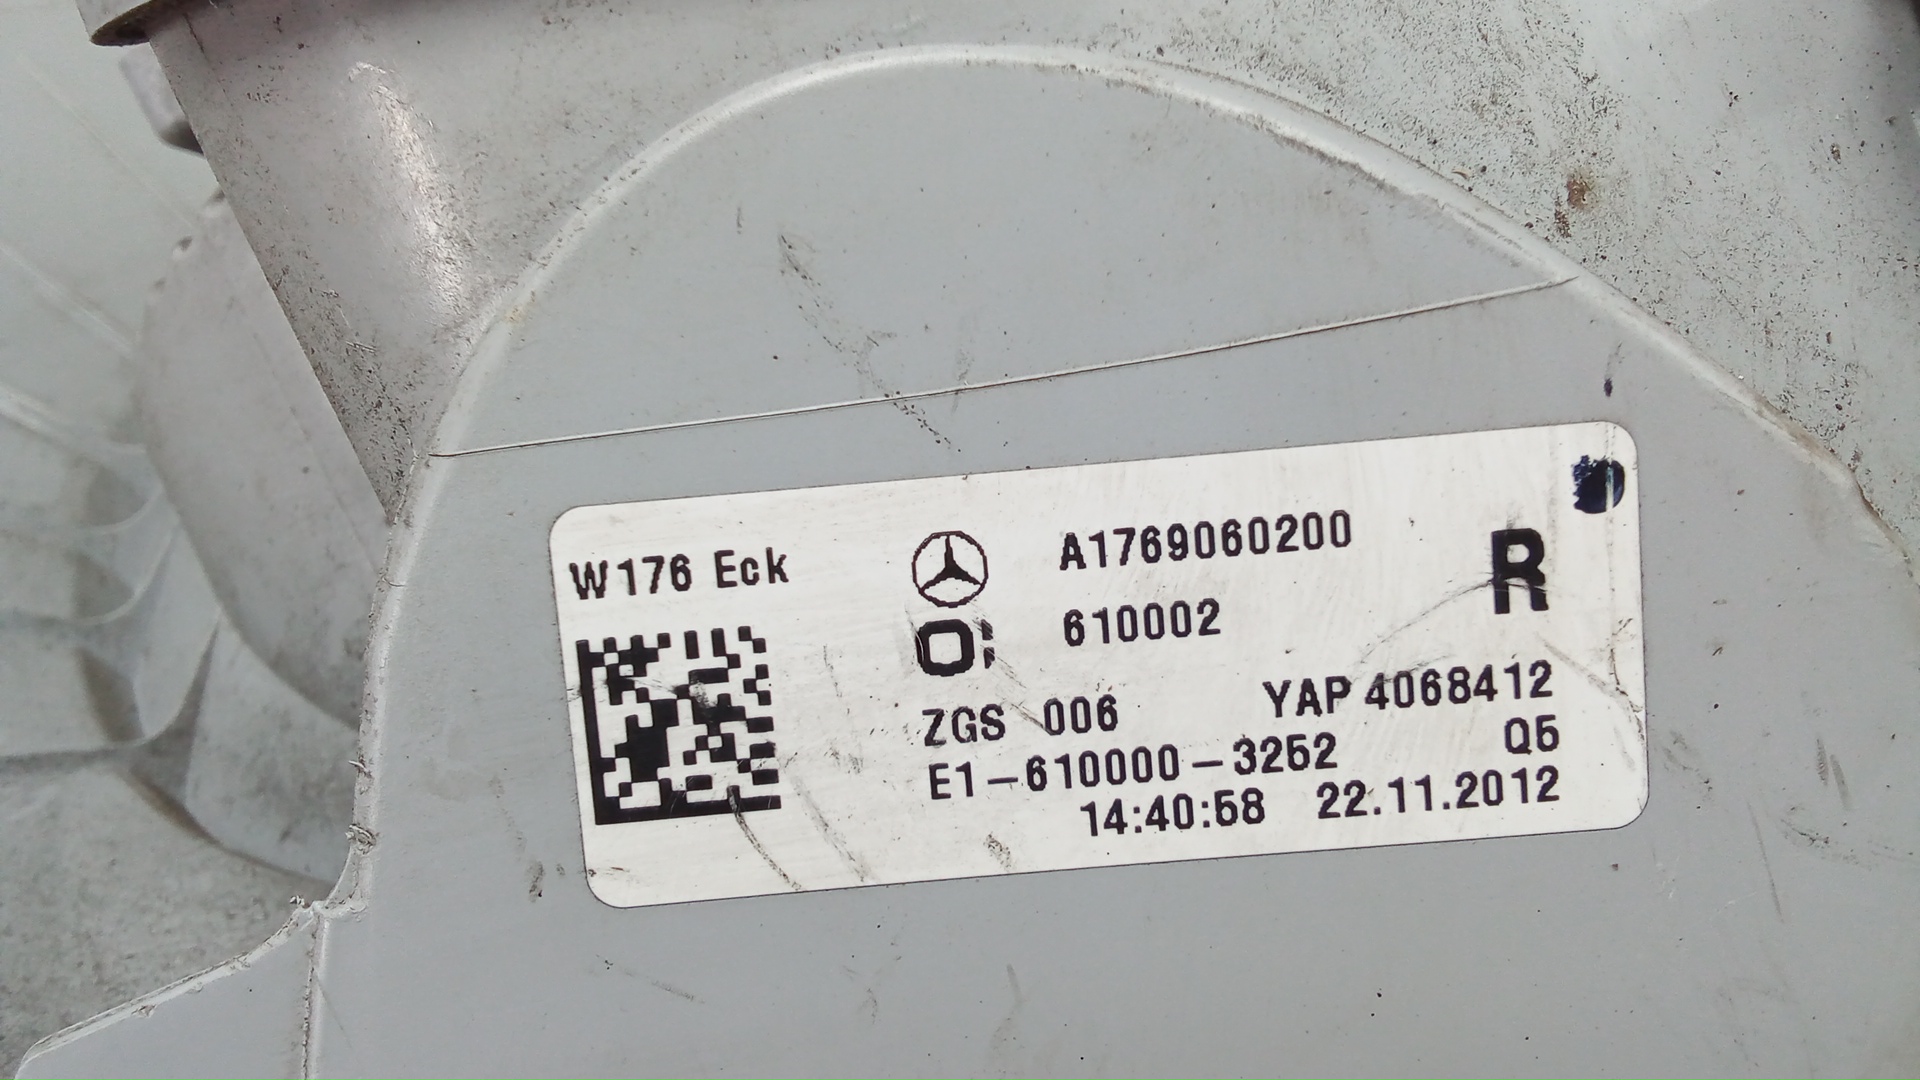 W176 Eck
A1769060200
R
610002
ZGS 006 YAP 4068412
E1-610000-3252 Q5
14:40:58 22.11.2012